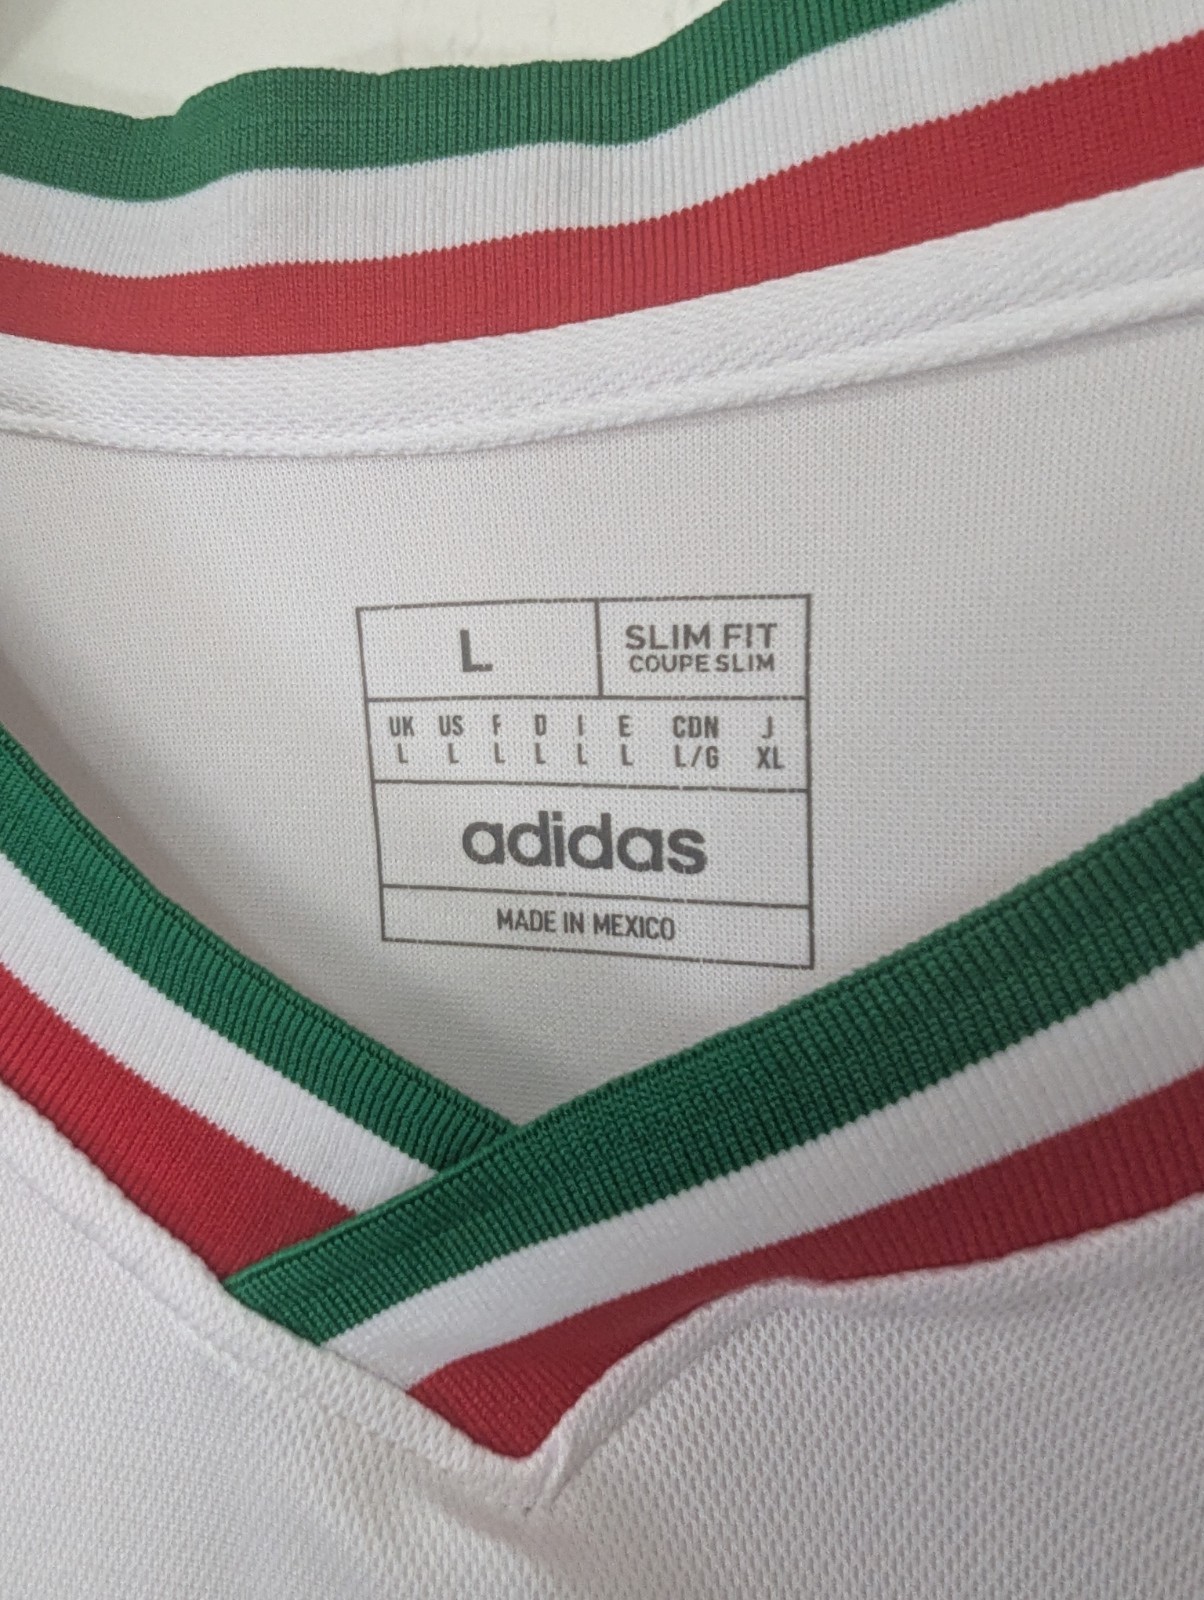 L
SLIM FIT
COUPE SLIM
UK US F D I E CDN J
L L L L L L L/G XL
adidas
MADE IN MEXICO